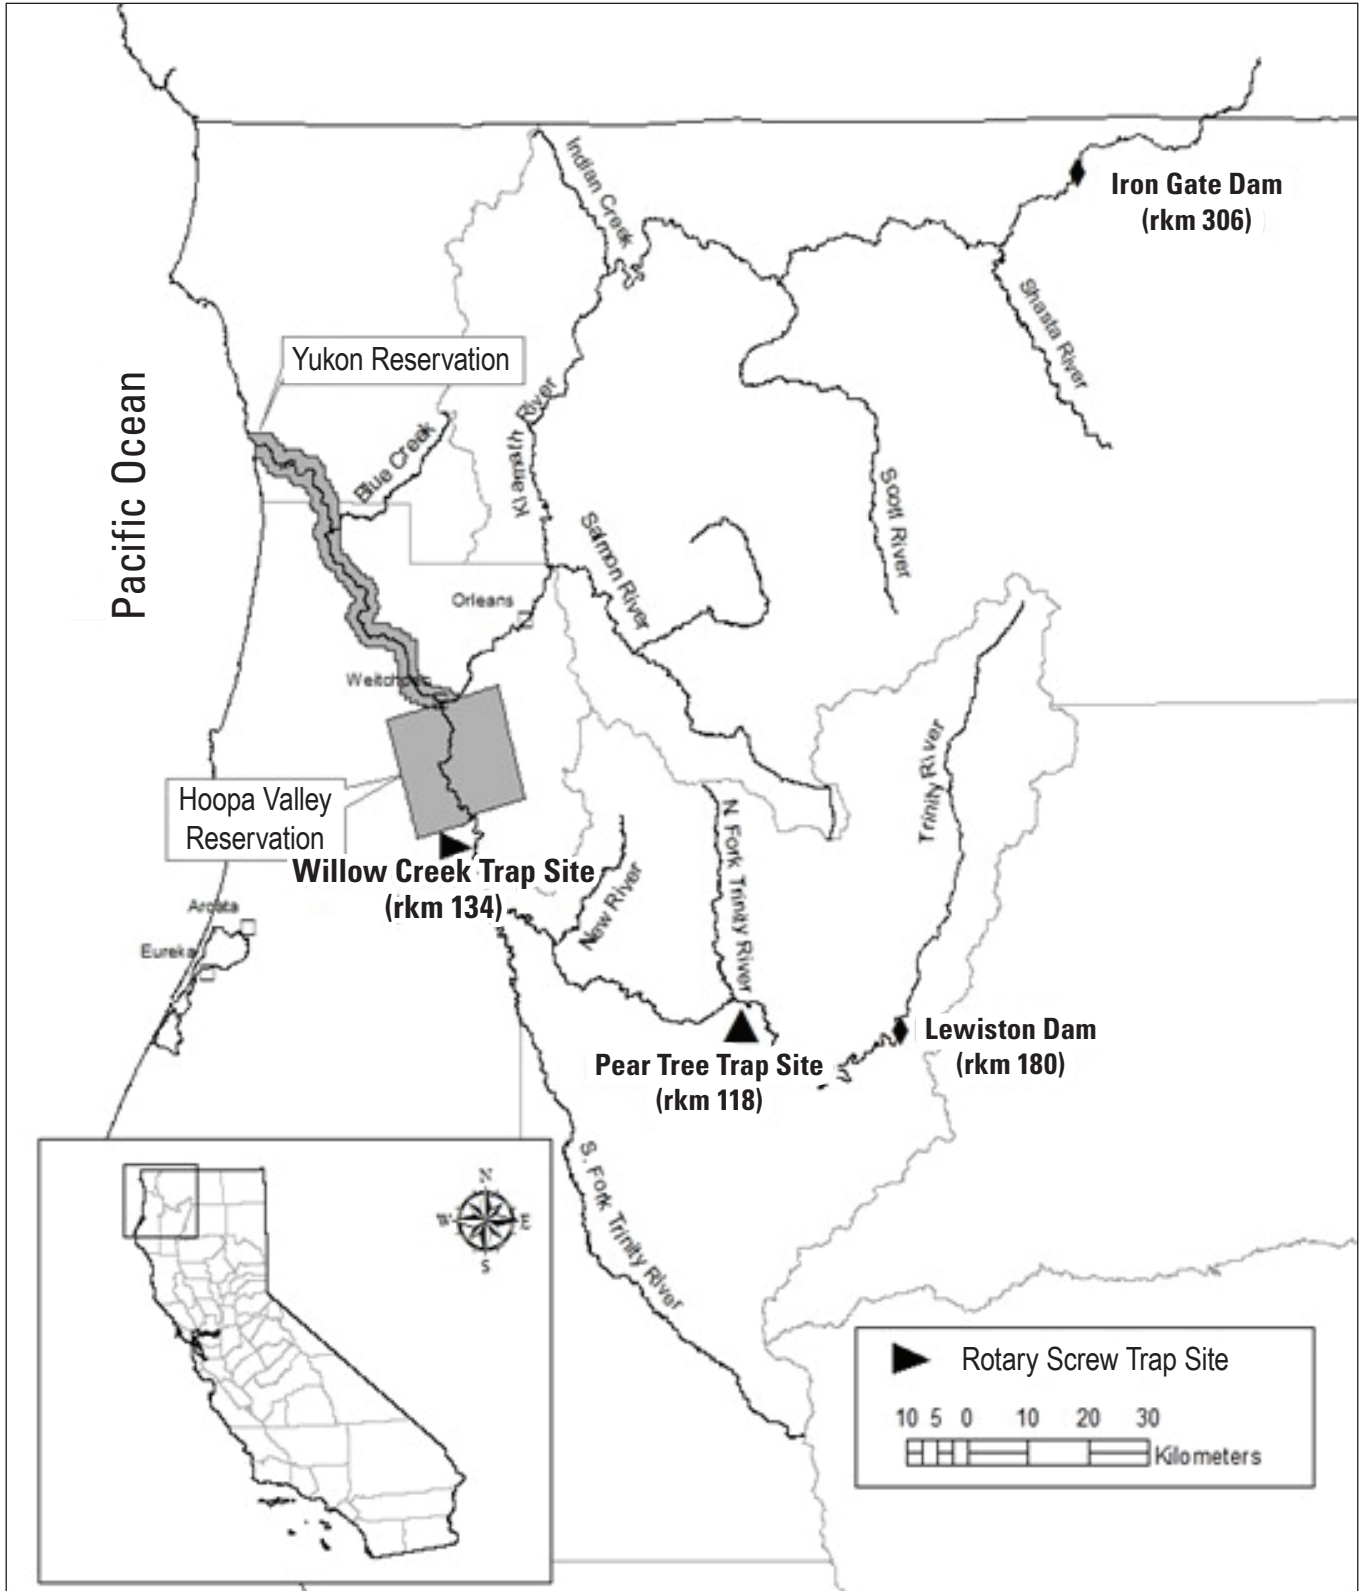 Indian Creek
Iron Gate Dam
(rkm 306)
Shasta River
Yukon Reservation
Pacific Ocean
Klamath River
Blue Creek
Scott River
Salmon River
Orleans
Hoopa Valley
Reservation
Trinity River
N. Fork Trinity River
Willow Creek Trap Site
(rkm 134)
New River
Arcata
Eureka
Lewiston Dam
(rkm 180)
Pear Tree Trap Site
(rkm 118)
S. Fork Trinity River
N
W
E
S
Rotary Screw Trap Site
10 5 0 10 20 30
Kilometers